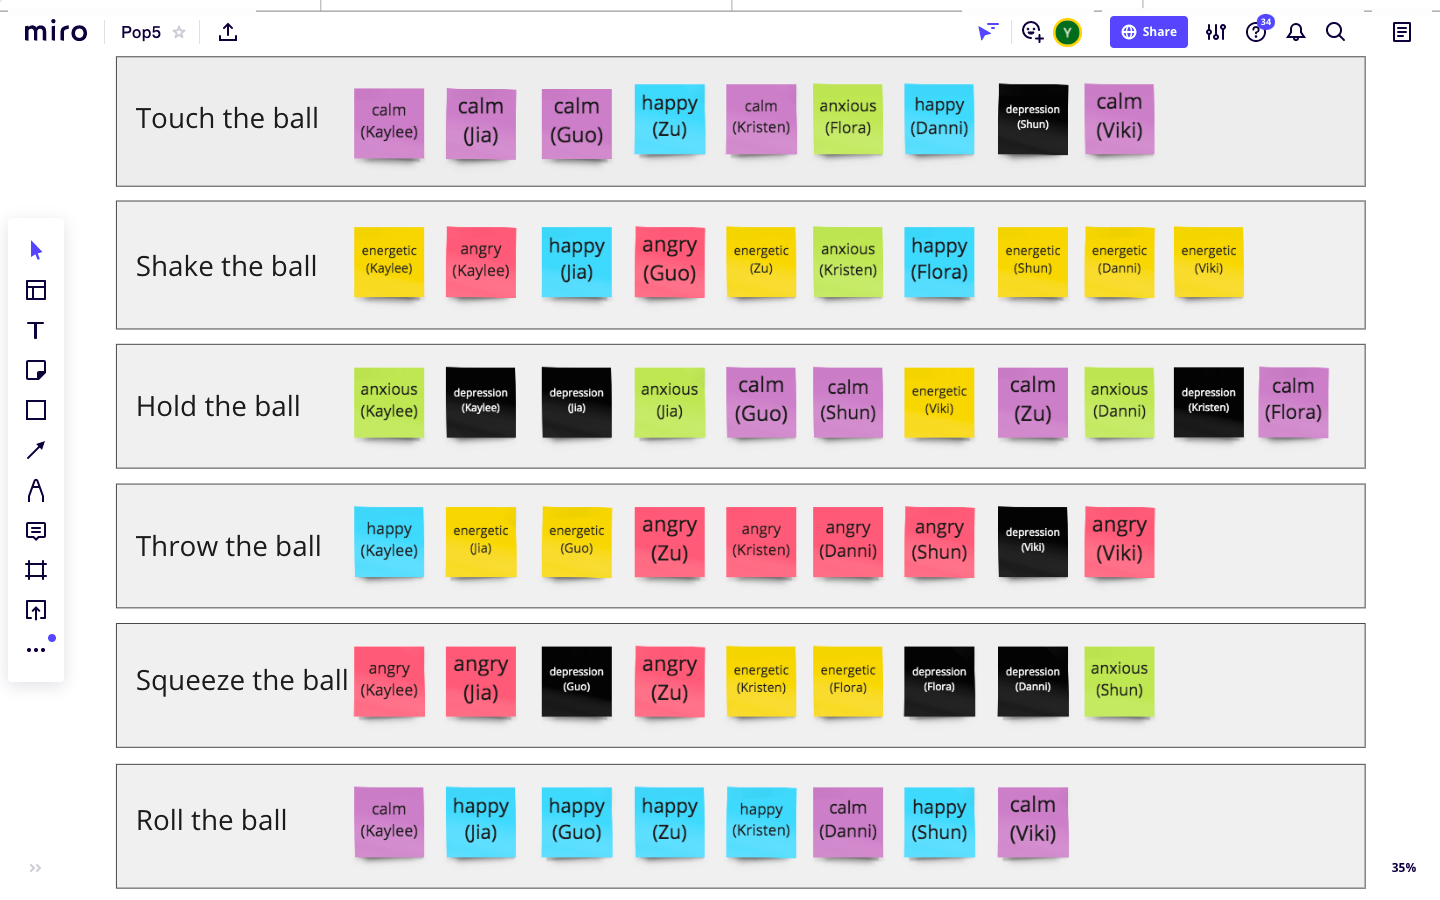 miro
Pop5
Y
Share
34
Touch the ball
calm
(Kaylee)
calm
(Jia)
calm
(Guo)
happy
(Zu)
calm
(Kristen)
anxious
(Flora)
happy
(Danni)
depression
(Shun)
calm
(Viki)
Shake the ball
energetic
(Kaylee)
angry
(Kaylee)
happy
(Jia)
angry
(Guo)
energetic
(Zu)
anxious
(Kristen)
happy
(Flora)
energetic
(Shun)
energetic
(Danni)
energetic
(Viki)
Hold the ball
anxious
(Kaylee)
depression
(Kaylee)
depression
(Jia)
anxious
(Jia)
calm
(Guo)
calm
(Shun)
energetic
(Viki)
calm
(Zu)
anxious
(Danni)
depression
(Kristen)
calm
(Flora)
Throw the ball
happy
(Kaylee)
energetic
(Jia)
energetic
(Guo)
angry
(Zu)
angry
(Kristen)
angry
(Danni)
angry
(Shun)
depression
(Viki)
angry
(Viki)
Squeeze the ball
angry
(Kaylee)
angry
(Jia)
depression
(Guo)
angry
(Zu)
energetic
(Kristen)
energetic
(Flora)
depression
(Flora)
depression
(Danni)
anxious
(Shun)
Roll the ball
calm
(Kaylee)
happy
(Jia)
happy
(Guo)
happy
(Zu)
happy
(Kristen)
calm
(Danni)
happy
(Shun)
calm
(Viki)
35%